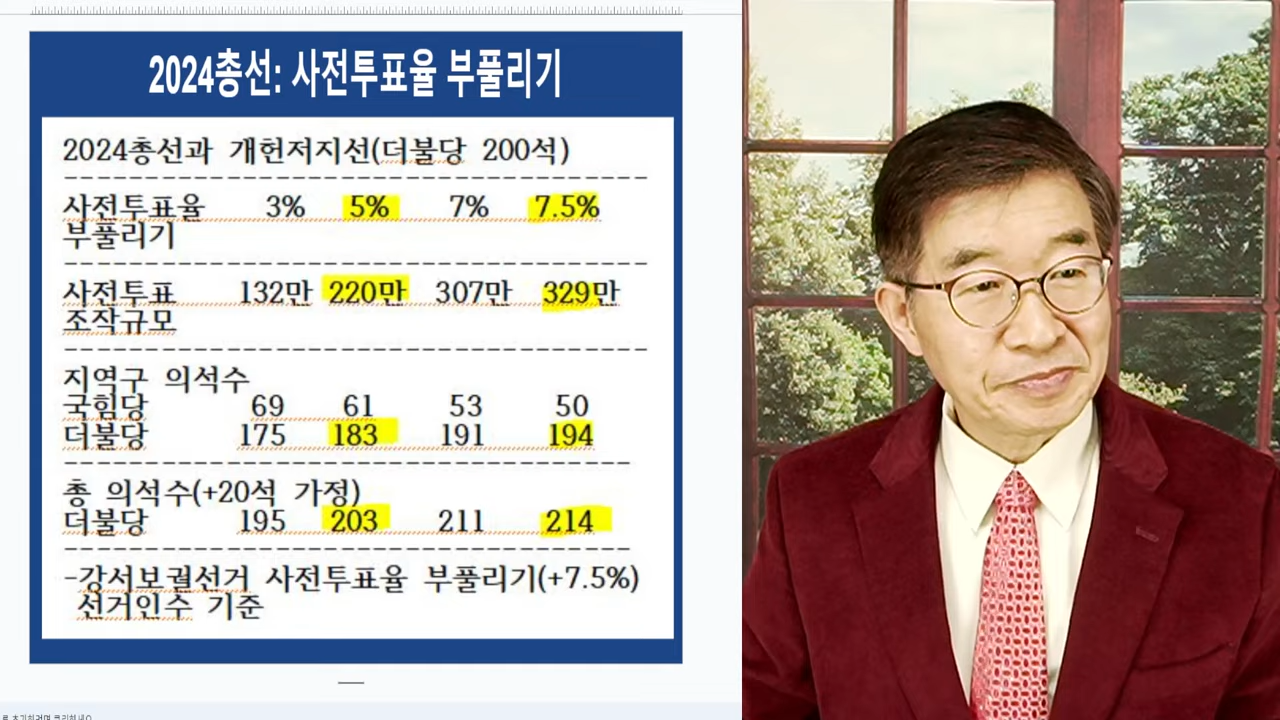 2024총선: 사전투표율 부풀리기
2024총선과 개헌저지선(더불당 200석)
사전투표율 3% 5% 7% 7.5%
부풀리기
사전투표 132만 220만 307만 329만
조작규모
지역구 의석수
국힘당 69 61 53 50
더불당 175 183 191 194
총 의석수(+20석 가정)
더불당 195 203 211 214
-강서보궐선거 사전투표율 부풀리기(+7.5%)
선거인수 기준